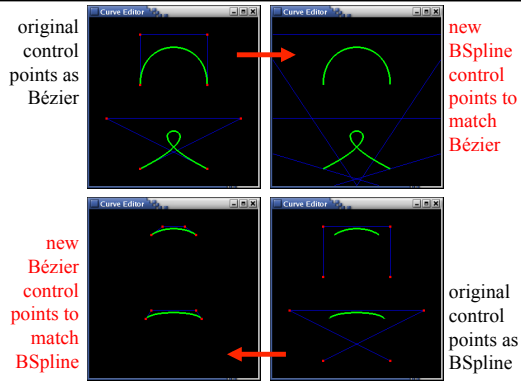 original
control
points as
Bézier
Curve Editor
Curve Editor
new
BSpline
control
points to
match
Bézier
new
Bézier
control
points to
match
BSpline
Curve Editor
Curve Editor
original
control
points as
BSpline